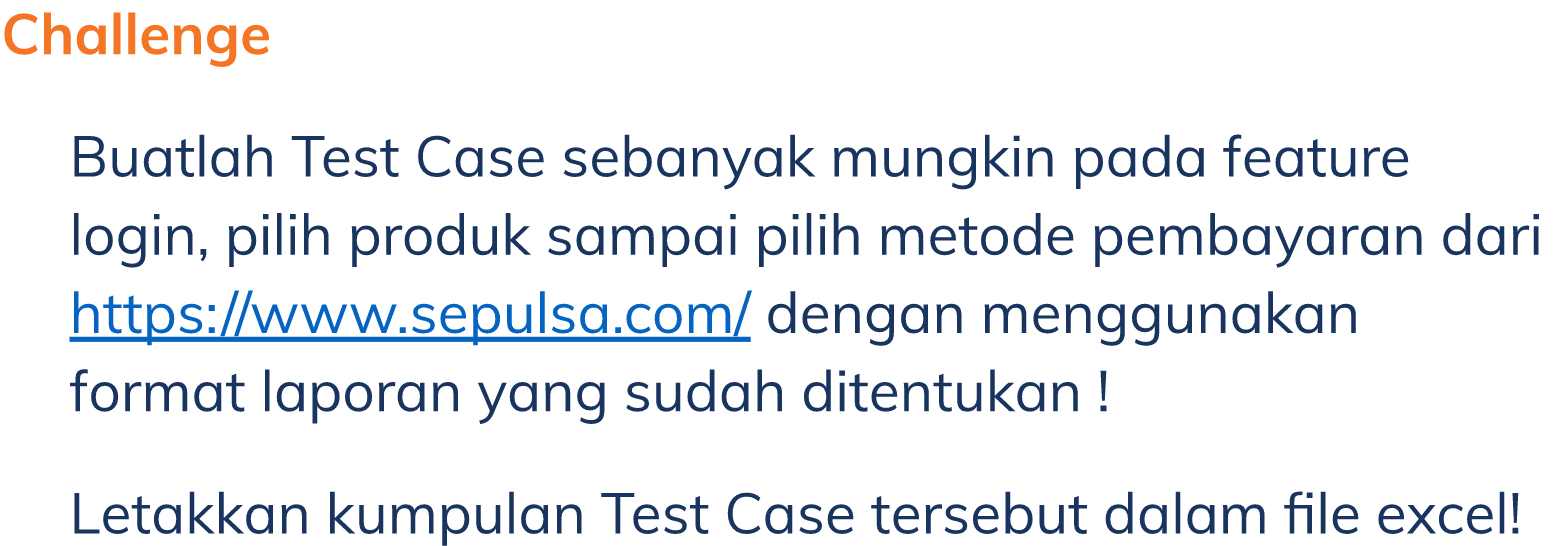 Challenge
Buatlah Test Case sebanyak mungkin pada feature
login, pilih produk sampai pilih metode pembayaran dari
https://www.sepulsa.com/ dengan menggunakan
format laporan yang sudah ditentukan !
Letakkan kumpulan Test Case tersebut dalam file excel!